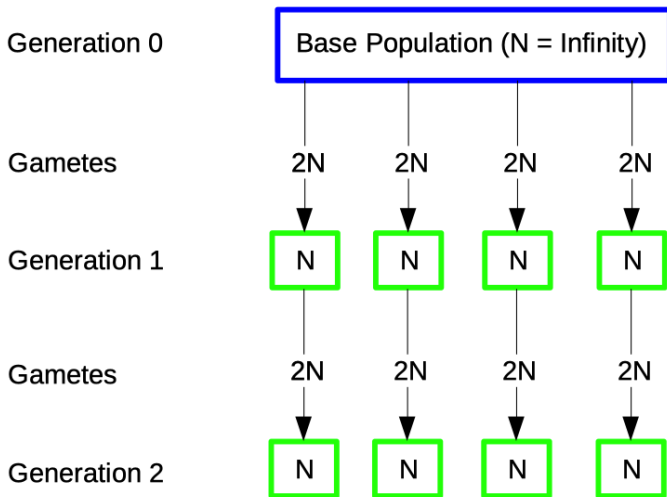 Generation 0 Base Population (N = Infinity)
Gametes 2N 2N 2N 2N
Generation 1 N N N N
Gametes 2N 2N 2N 2N
Generation 2 N N N N